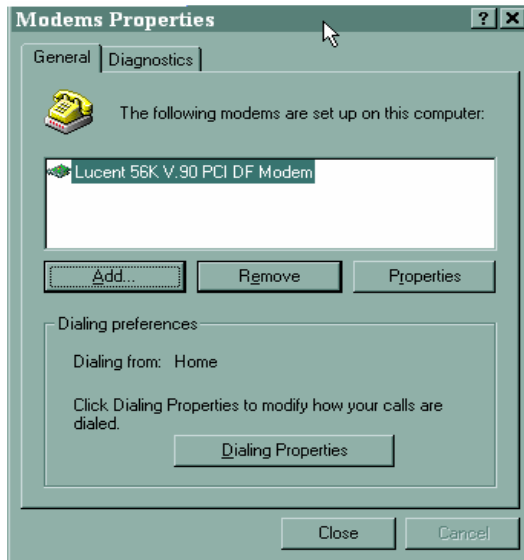 Modems Properties
General Diagnostics
The following modems are set up on this computer:
Lucent 56K V.90 PCI DF Modem
Add... Remove Properties
Dialing preferences
Dialing from: Home
Click Dialing Properties to modify how your calls are
dialed.
Dialing Properties
Close Cancel